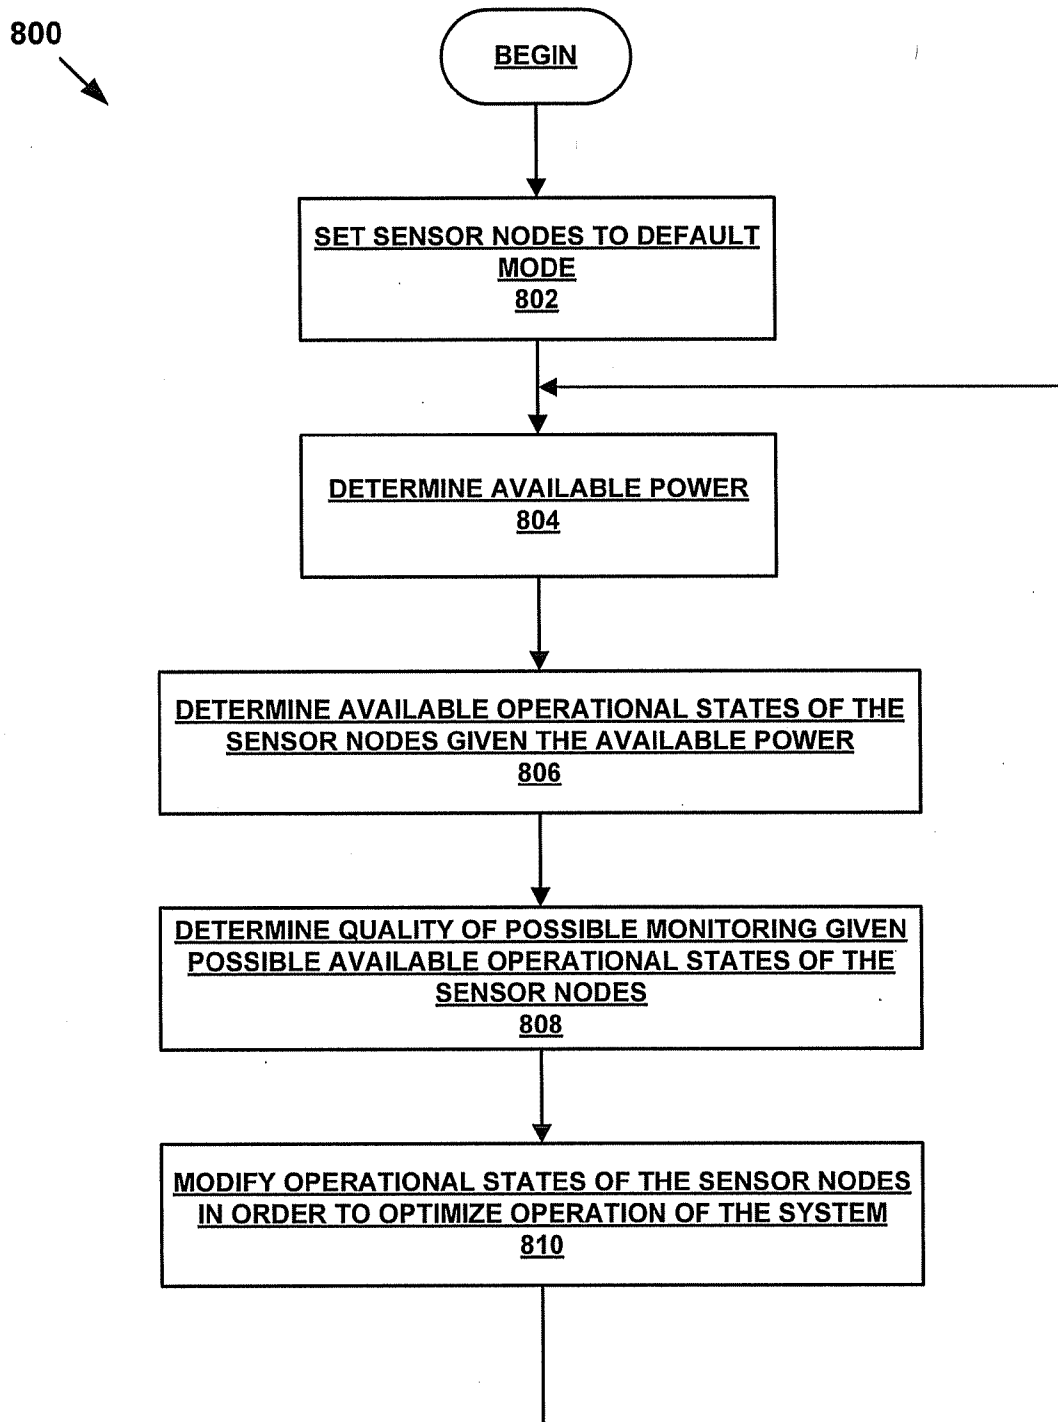 800
BEGIN
SET SENSOR NODES TO DEFAULT
MODE
802
DETERMINE AVAILABLE POWER
804
DETERMINE AVAILABLE OPERATIONAL STATES OF THE
SENSOR NODES GIVEN THE AVAILABLE POWER
806
DETERMINE QUALITY OF POSSIBLE MONITORING GIVEN
POSSIBLE AVAILABLE OPERATIONAL STATES OF THE
SENSOR NODES
808
MODIFY OPERATIONAL STATES OF THE SENSOR NODES
IN ORDER TO OPTIMIZE OPERATION OF THE SYSTEM
810